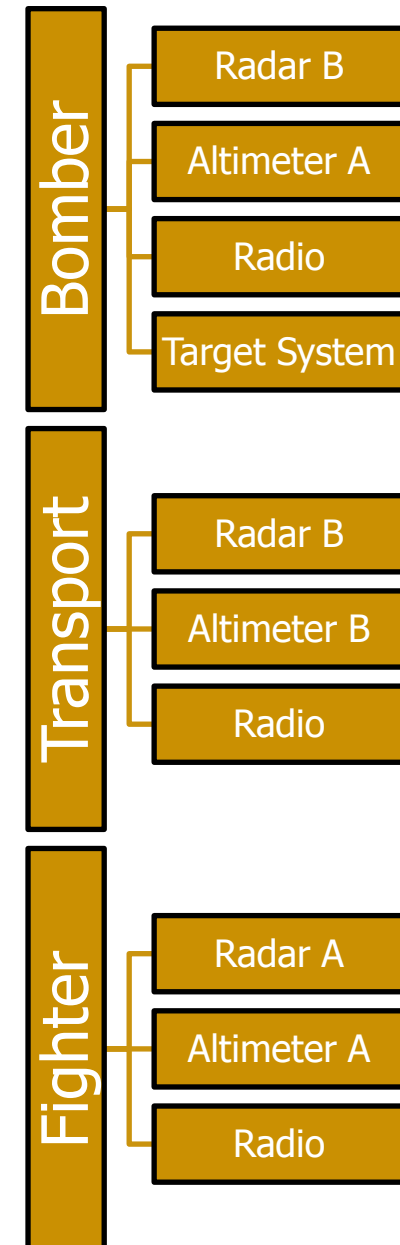 Bomber
Radar B
Altimeter A
Radio
Target System
Transport
Radar B
Altimeter B
Radio
Fighter
Radar A
Altimeter A
Radio